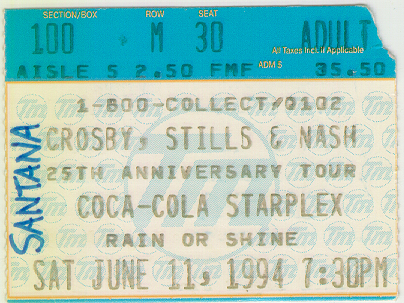 SECTION/BOX ROW SEAT
100 M 30 ADULT
All Taxes Incl. if Applicable
AISLE 5 2.50 FMF ADM 5 35.50
1-800-COLLECT/Q102
CROSBY, STILLS & NASH
25TH ANNIVERSARY TOUR
COCA-COLA STARPLEX
RAIN OR SHINE
SAT JUNE 11, 1994 7:30PM
SANTANA